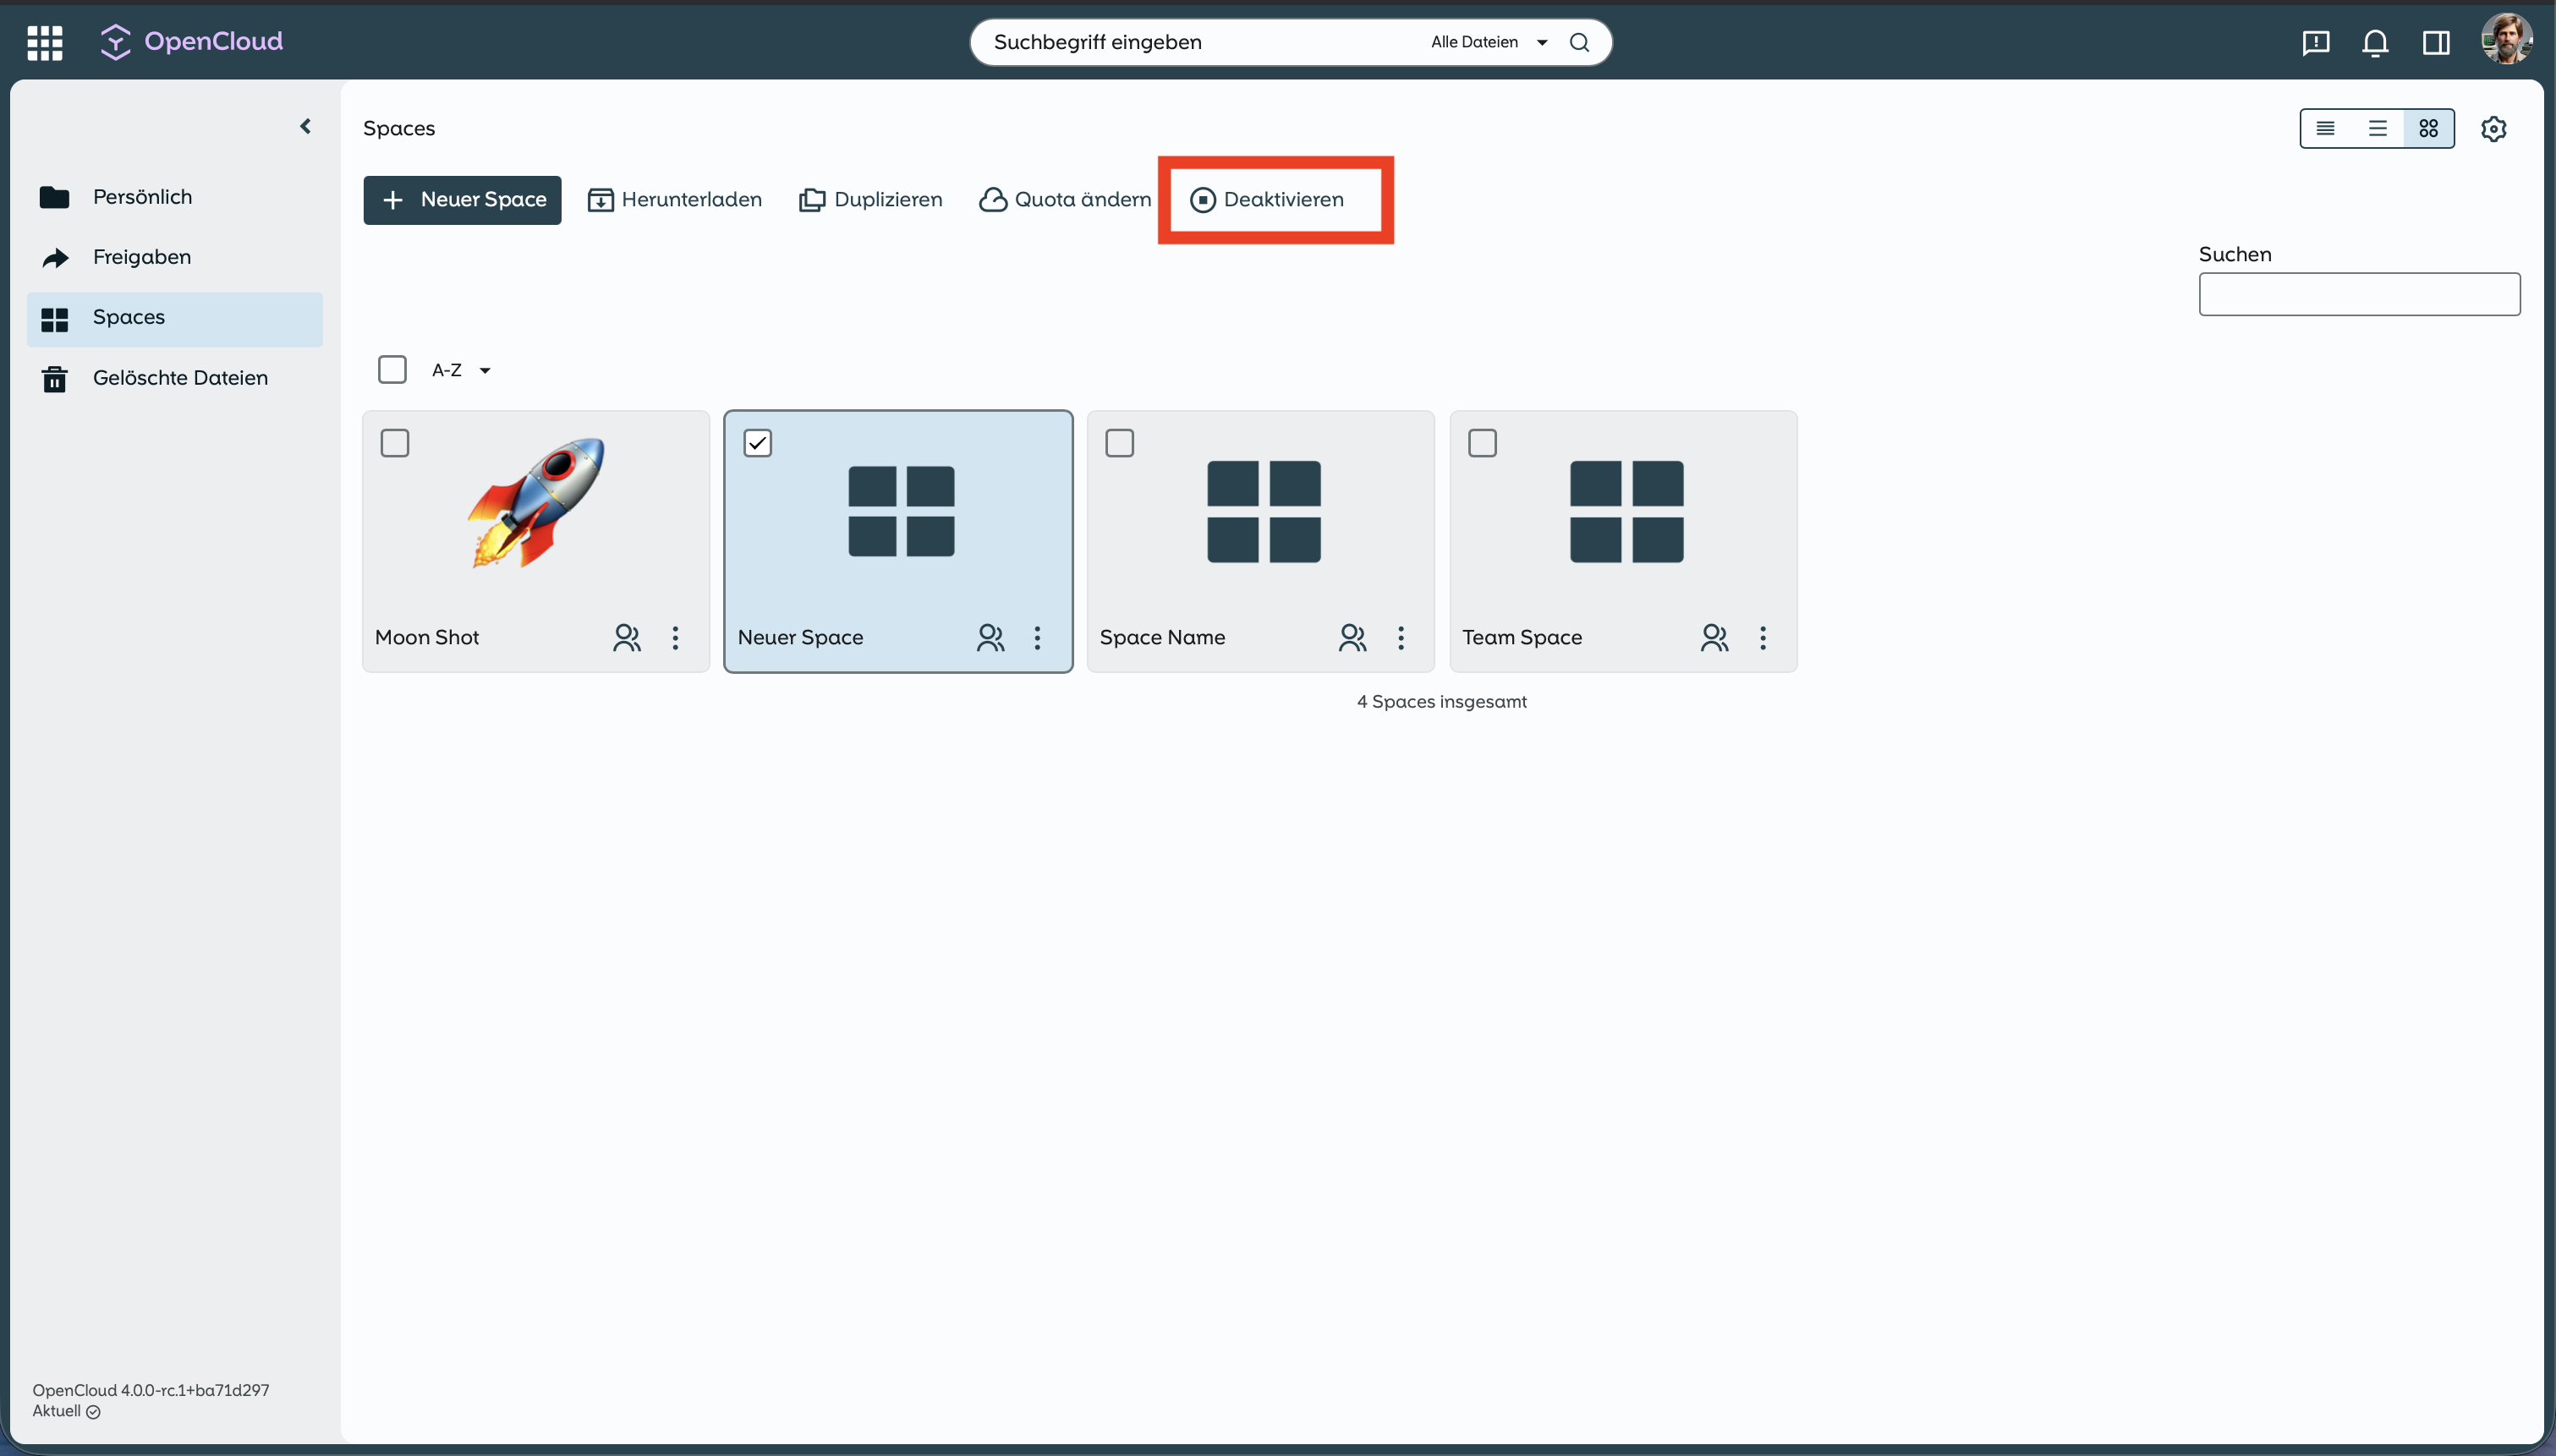 OpenCloud
Suchbegriff eingeben
Alle Dateien
Spaces
Persönlich
Freigaben
Spaces
Gelöschte Dateien
Neuer Space
Herunterladen
Duplizieren
Quota ändern
Deaktivieren
Suchen
A-Z
Moon Shot
Neuer Space
Space Name
Team Space
4 Spaces insgesamt
OpenCloud 4.0.0-rc.1+ba71d297
Aktuell